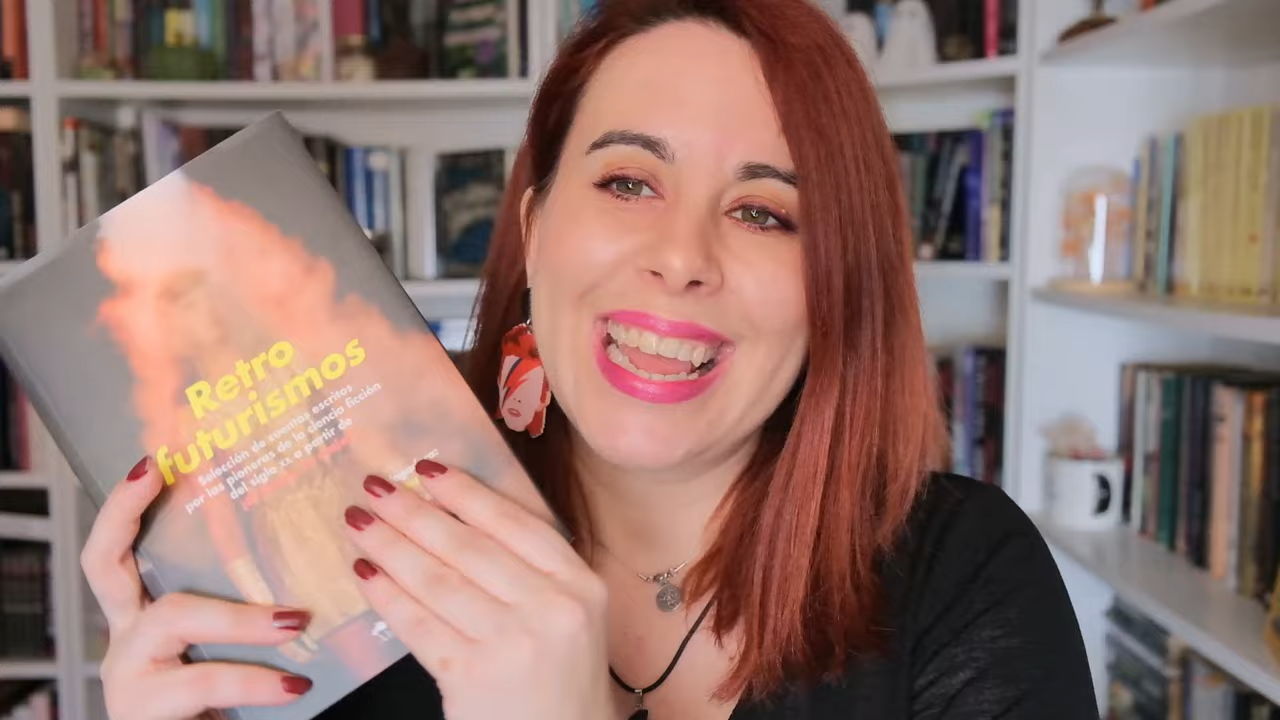 Retro
futurismos
Selección de cuentos escritos
por las pioneras de la ciencia ficción
del siglo XX a partir de